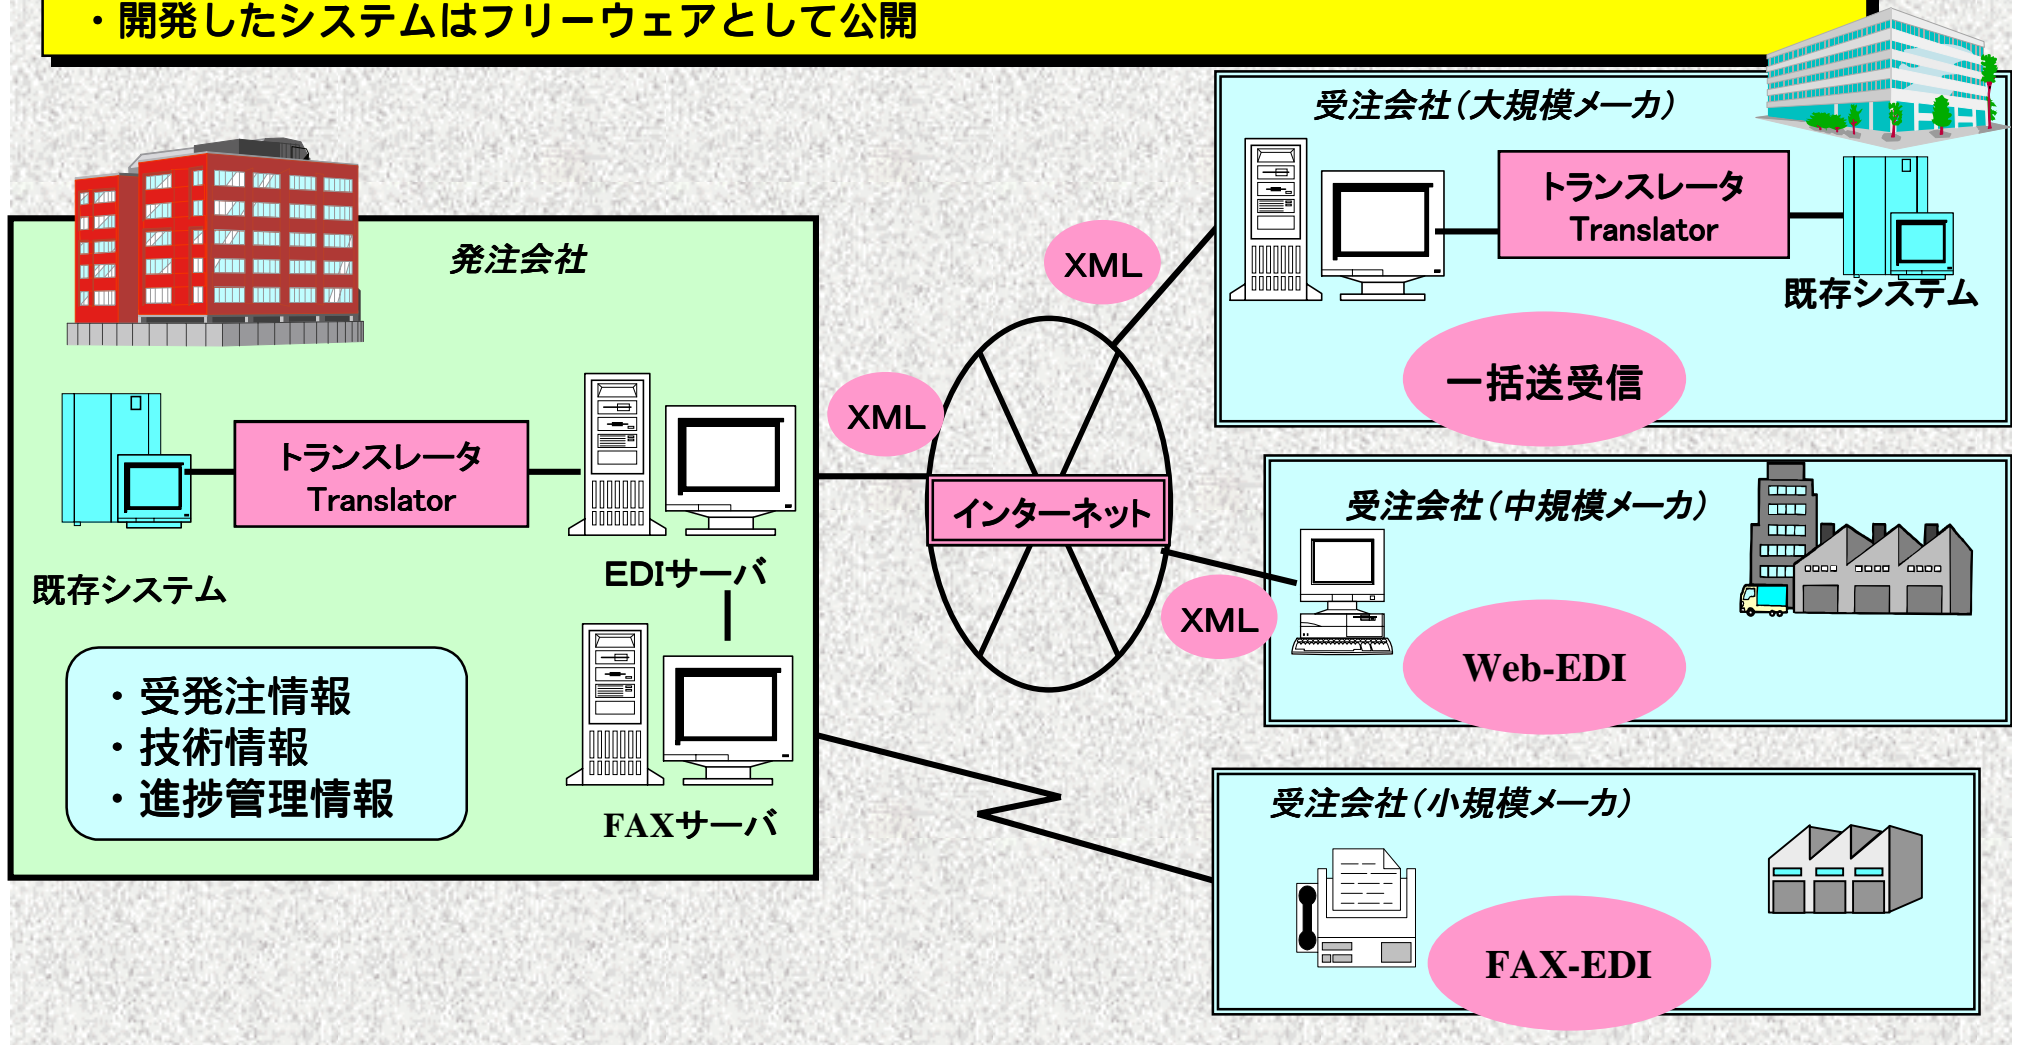 ・開発したシステムはフリーウェアとして公開
発注会社
既存システム
トランスレータ
Translator
EDIサーバ
FAXサーバ
・受発注情報
・技術情報
・進捗管理情報
XML
インターネット
XML
XML
受注会社(大規模メーカ)
トランスレータ
Translator
既存システム
一括送受信
受注会社(中規模メーカ)
Web-EDI
受注会社(小規模メーカ)
FAX-EDI